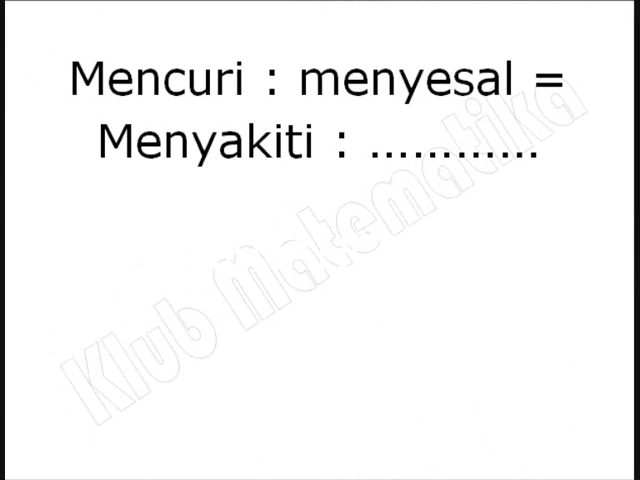 Mencuri : menyesal =
Menyakiti : ............
Klub Matematika